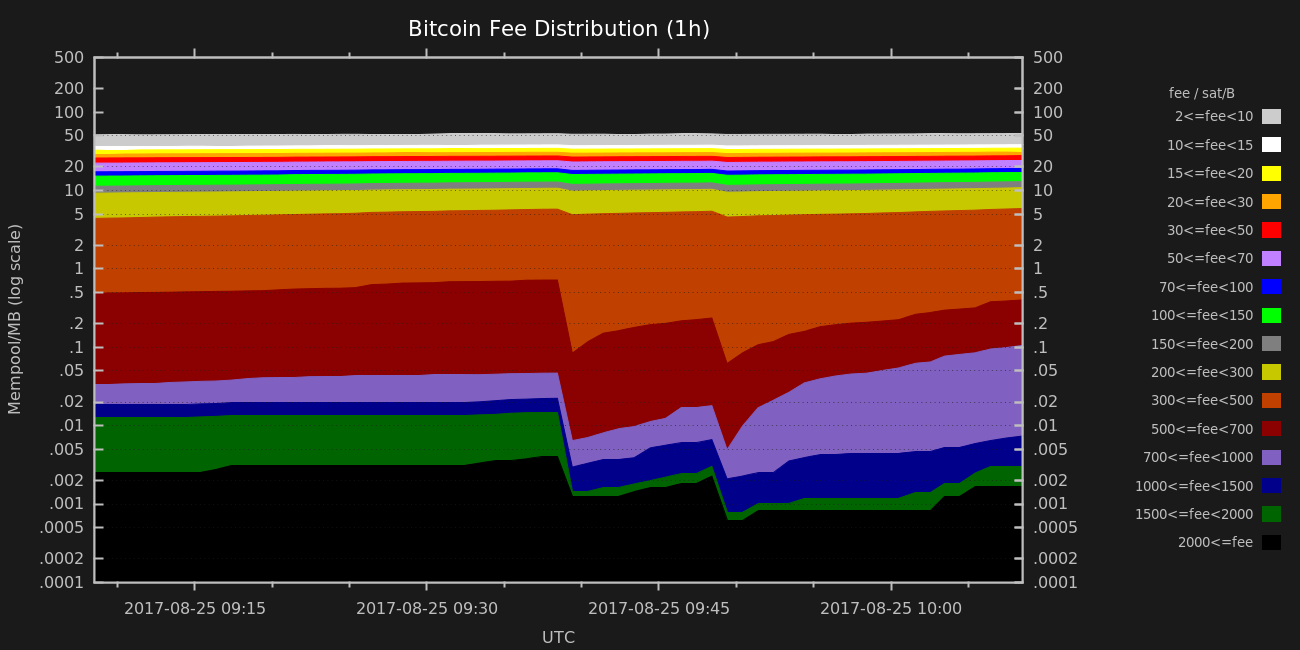 Bitcoin Fee Distribution (1h)
500
200
100
50
20
10
5
2
1
.5
.2
.1
.05
.02
.01
.005
.002
.001
.0005
.0002
.0001
Mempool/MB (log scale)
500
200
100
50
20
10
5
2
1
.5
.2
.1
.05
.02
.01
.005
.002
.001
.0005
.0002
.0001
2017-08-25 09:15
2017-08-25 09:30
2017-08-25 09:45
2017-08-25 10:00
UTC
fee / sat/B
2<=fee<10
10<=fee<15
15<=fee<20
20<=fee<30
30<=fee<50
50<=fee<70
70<=fee<100
100<=fee<150
150<=fee<200
200<=fee<300
300<=fee<500
500<=fee<700
700<=fee<1000
1000<=fee<1500
1500<=fee<2000
2000<=fee